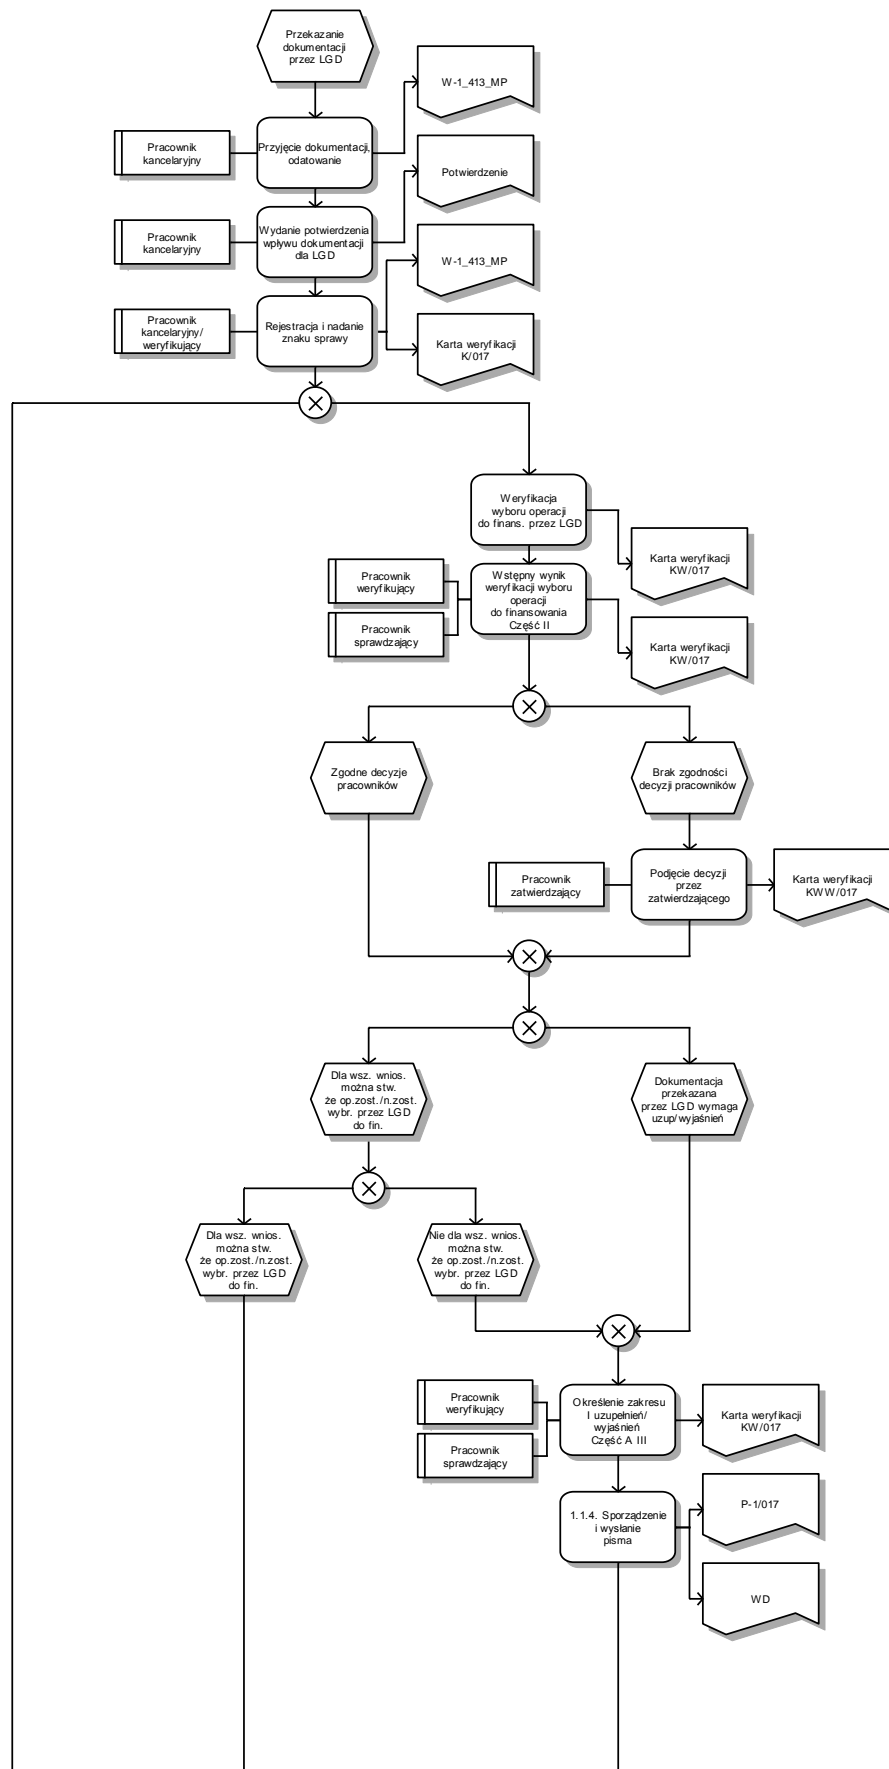 Przekazanie
dokumentacji
przez LGD
W-1_413_MP
Pracownik
kancelaryjny
Przyjęcie dokumentacji,
odatowanie
Potwierdzenie
Pracownik
kancelaryjny
Wydanie potwierdzenia
wpływu dokumentacji
dla LGD
W-1_413_MP
Pracownik
kancelaryjny/
weryfikujący
Rejestracja i nadanie
znaku sprawy
Karta weryfikacji
K/017
Weryfikacja
wyboru operacji
do finans. przez LGD
Karta weryfikacji
KW/017
Pracownik
weryfikujący
Wstępny wynik
weryfikacji wyboru
operacji
do finansowania
Część II
Pracownik
sprawdzający
Karta weryfikacji
KW/017
Zgodne decyzje
pracowników
Brak zgodności
decyzji pracowników
Pracownik
zatwierdzający
Podjęcie decyzji
przez
zatwierdzającego
Karta weryfikacji
KWW/017
Dla wsz. wnios.
można stw.
że op.zost./n.zost.
wybr. przez LGD
do fin.
Dokumentacja
przekazana
przez LGD wymaga
uzup/wyjaśnień
Dla wsz. wnios.
można stw.
że op.zost./n.zost.
wybr. przez LGD
do fin.
Nie dla wsz. wnios.
można stw.
że op.zost./n.zost.
wybr. przez LGD
do fin.
Pracownik
weryfikujący
Pracownik
sprawdzający
Określenie zakresu
I uzupełnień/
wyjaśnień
Część A III
Karta weryfikacji
KW/017
1.1.4. Sporządzenie
i wysłanie
pisma
P-1/017
WD